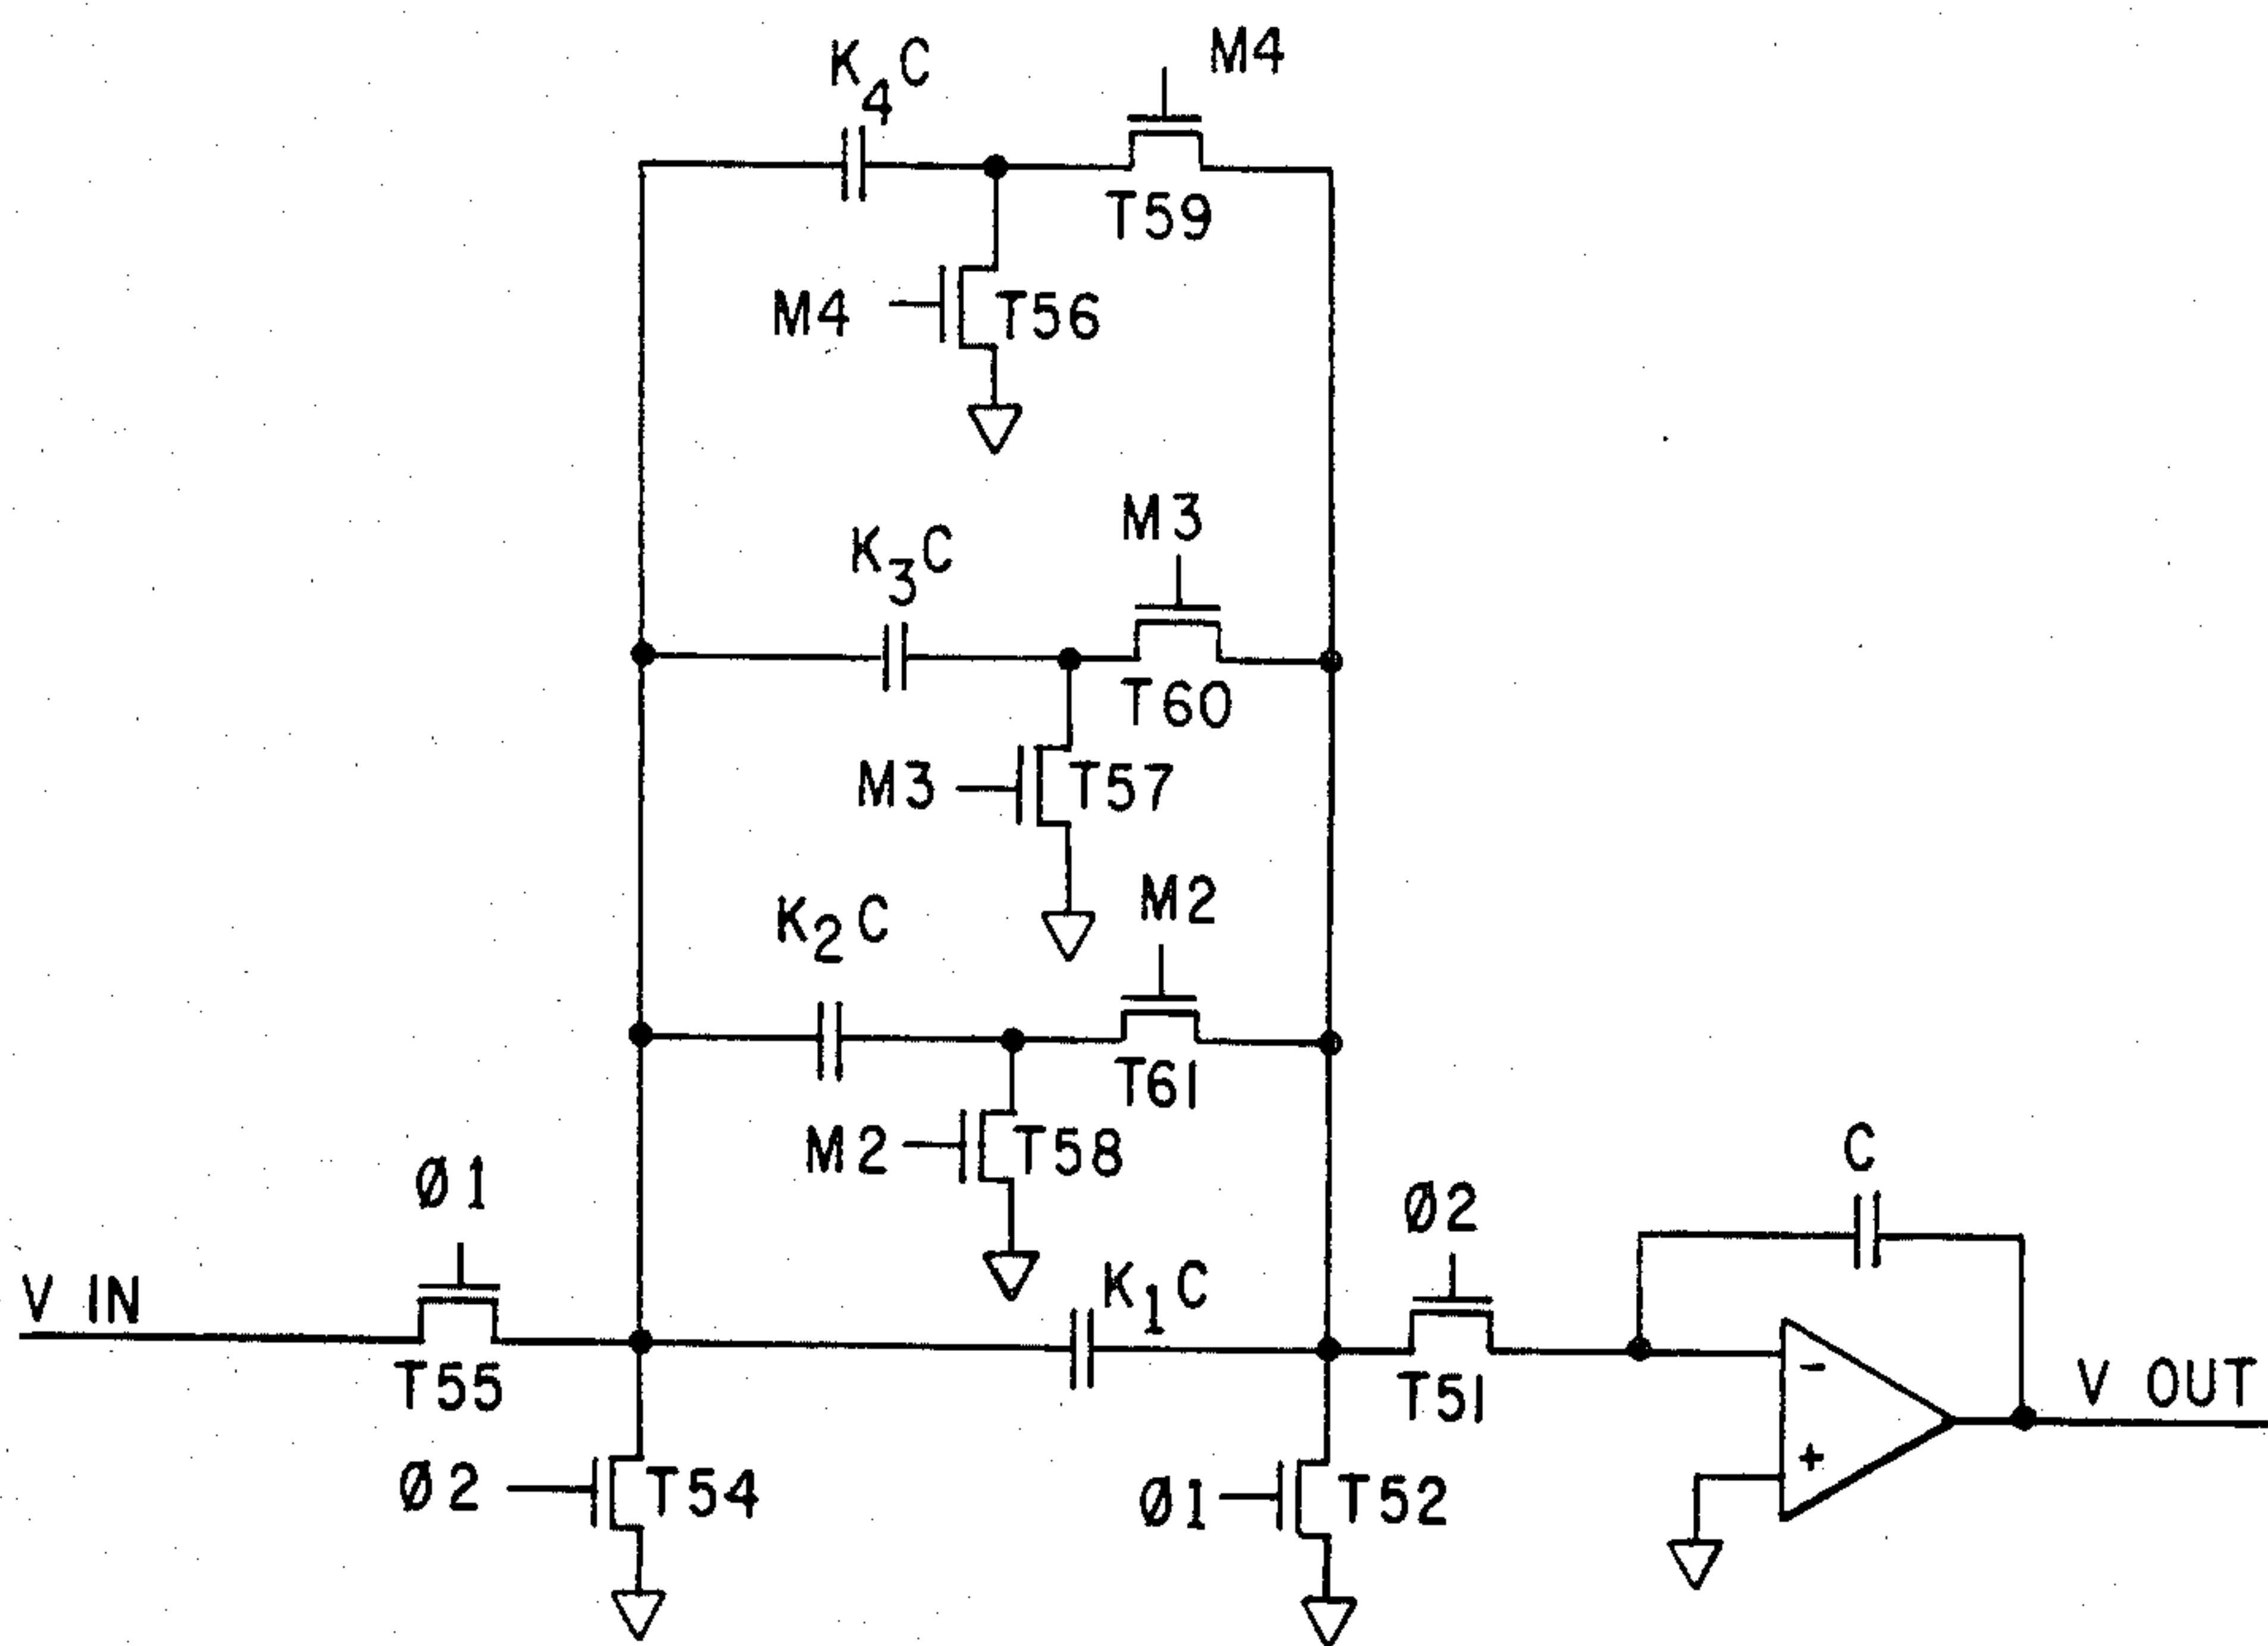 K4C
M4
T59
M4
T56
M3
K3C
T60
M3
T57
M2
K2C
T61
M2
T58
Ø1
Ø2
C
K1C
V IN
T55
T51
-
V OUT
+
Ø2
T54
Ø1
T52